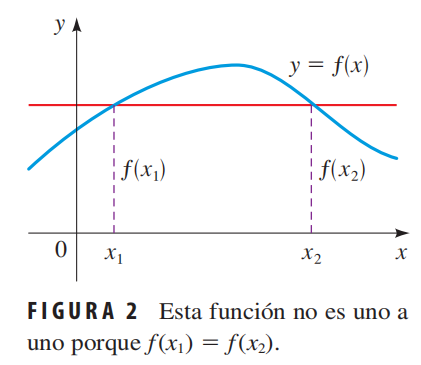 y
y = f(x)
f(x₁)
f(x₂)
0
x₁
x₂
x
FIGURA 2 Esta función no es uno a
uno porque f(x₁) = f(x₂).